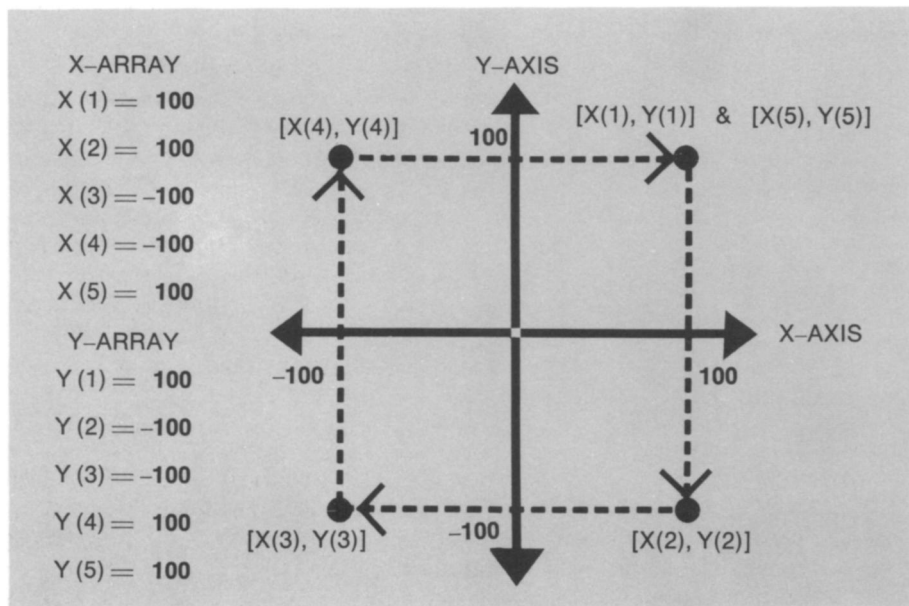 X–ARRAY
X (1) = 100
X (2) = 100
X (3) = –100
X (4) = –100
X (5) = 100
Y–ARRAY
Y (1) = 100
Y (2) = –100
Y (3) = –100
Y (4) = 100
Y (5) = 100
Y–AXIS
[X(4), Y(4)]
100
[X(1), Y(1)] & [X(5), Y(5)]
X–AXIS
–100
100
[X(3), Y(3)]
–100
[X(2), Y(2)]